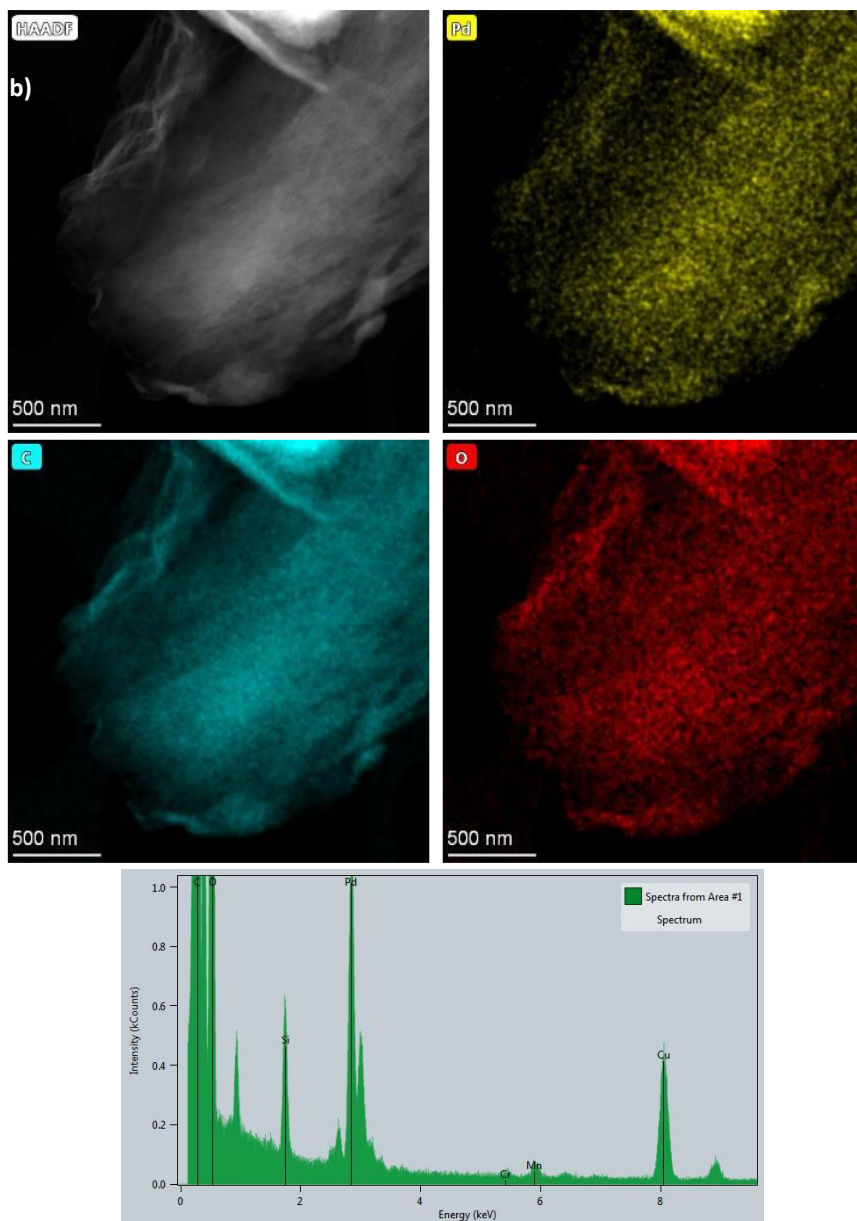 HAADF
Pd
b)
500 nm
500 nm
C
O
500 nm
500 nm
C O Pd
Spectra from Area #1
Spectrum
1.0
0.8
0.6
0.4
0.2
0.0
Si
Cr
Mn
Cu
Intensity (kCounts)
0 2 4 6 8
Energy (keV)